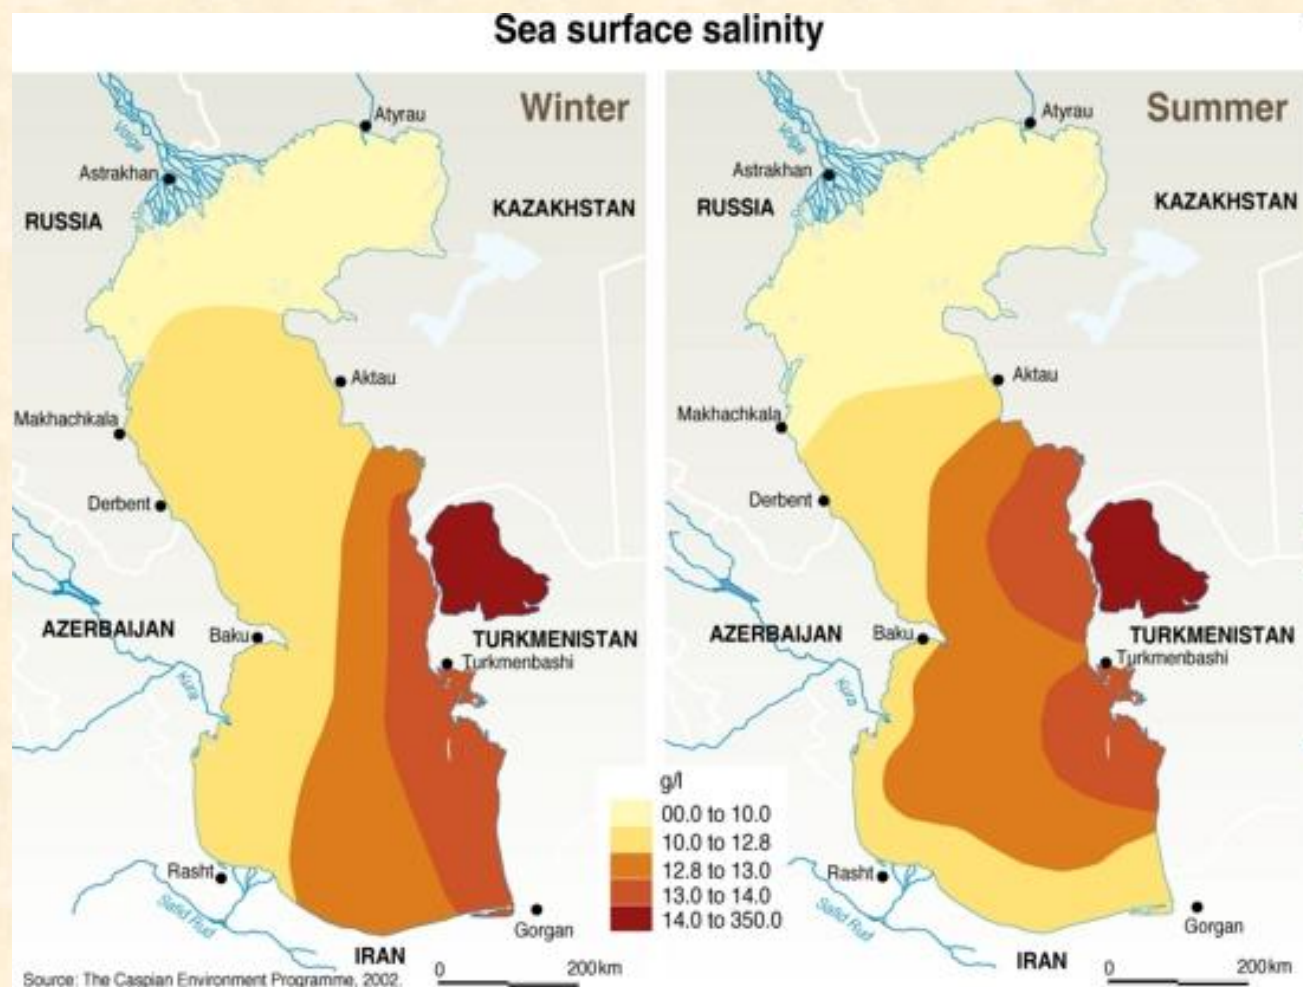 Sea surface salinity
Winter
Atyrau
Volga
Astrakhan
RUSSIA
KAZAKHSTAN
Aktau
Makhachkala
Derbent
AZERBAIJAN
Baku
TURKMENISTAN
Turkmenbashi
Kura
Rasht
Safid Rud
Gorgan
IRAN
0 200km
Source: The Caspian Environment Programme, 2002.
Summer
Atyrau
Volga
Astrakhan
RUSSIA
KAZAKHSTAN
Aktau
Makhachkala
Derbent
AZERBAIJAN
Baku
TURKMENISTAN
Turkmenbashi
Kura
Rasht
Safid Rud
Gorgan
IRAN
0 200km
g/l
00.0 to 10.0
10.0 to 12.8
12.8 to 13.0
13.0 to 14.0
14.0 to 350.0